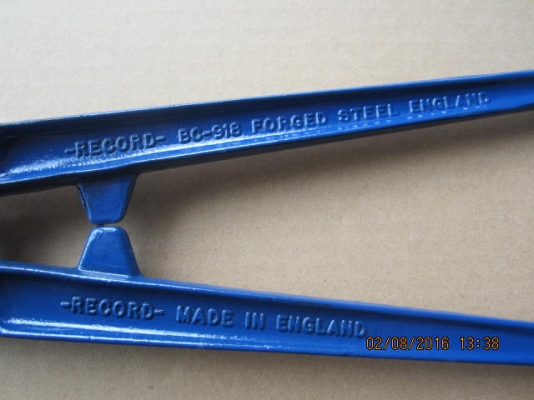 -RECORD- BC-918 FORGED STEEL ENGLAND
-RECORD- MADE IN ENGLAND
02/08/2016 13:38